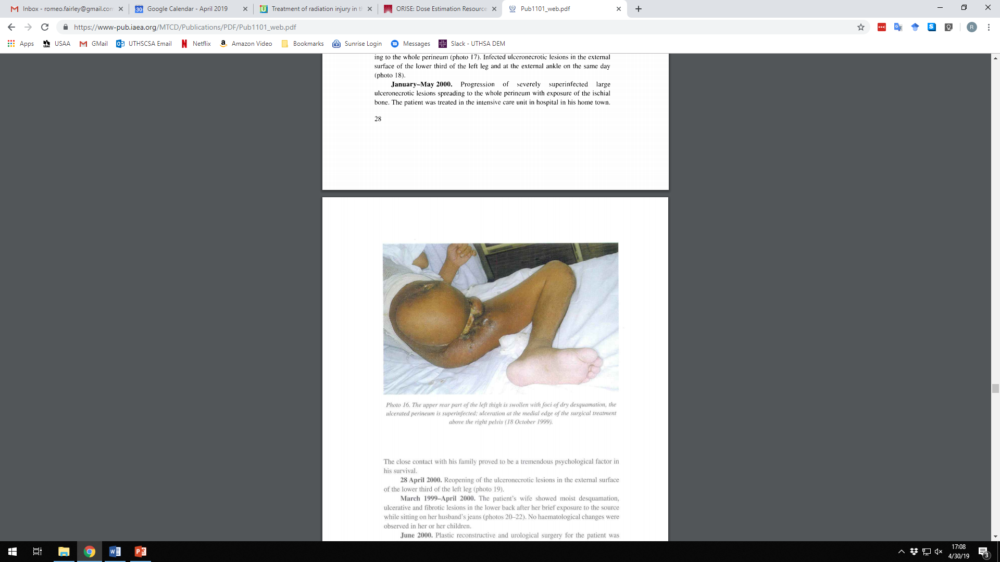 Inbox - romeo.fairley@gmail.com
Google Calendar - April 2019
Treatment of radiation injury in t
ORISE: Dose Estimation Resource
Pub1101_web.pdf
https://www-pub.iaea.org/MTCD/Publications/PDF/Pub1101_web.pdf
R
Apps
USAA
GMail
UTHSCSA Email
Netflix
Amazon Video
Bookmarks
Sunrise Login
Messages
Slack - UTHSA DEM
ing to the whole perineum (photo 17). Infected ulceronecrotic lesions in the external
surface of the lower third of the left leg and at the external ankle on the same day
(photo 18).
January–May 2000. Progression of severely superinfected large
ulceronecrotic lesions spreading to the whole perineum with exposure of the ischial
bone. The patient was treated in the intensive care unit in hospital in his home town.
28
Photo 16. The upper rear part of the left thigh is swollen with foci of dry desquamation, the
ulcerated perineum is superinfected; ulceration at the medial edge of the surgical treatment
above the right pelvis (18 October 1999).
The close contact with his family proved to be a tremendous psychological factor in
his survival.
28 April 2000. Reopening of the ulceronecrotic lesions in the external surface
of the lower third of the left leg (photo 19).
March 1999–April 2000. The patient's wife showed moist desquamation,
ulcerative and fibrotic lesions in the lower back after her brief exposure to the source
while sitting on her husband's jeans (photos 20–22). No haematological changes were
observed in her or her children.
June 2000. Plastic reconstructive and urological surgery for the patient was
17:08
4/30/19
3